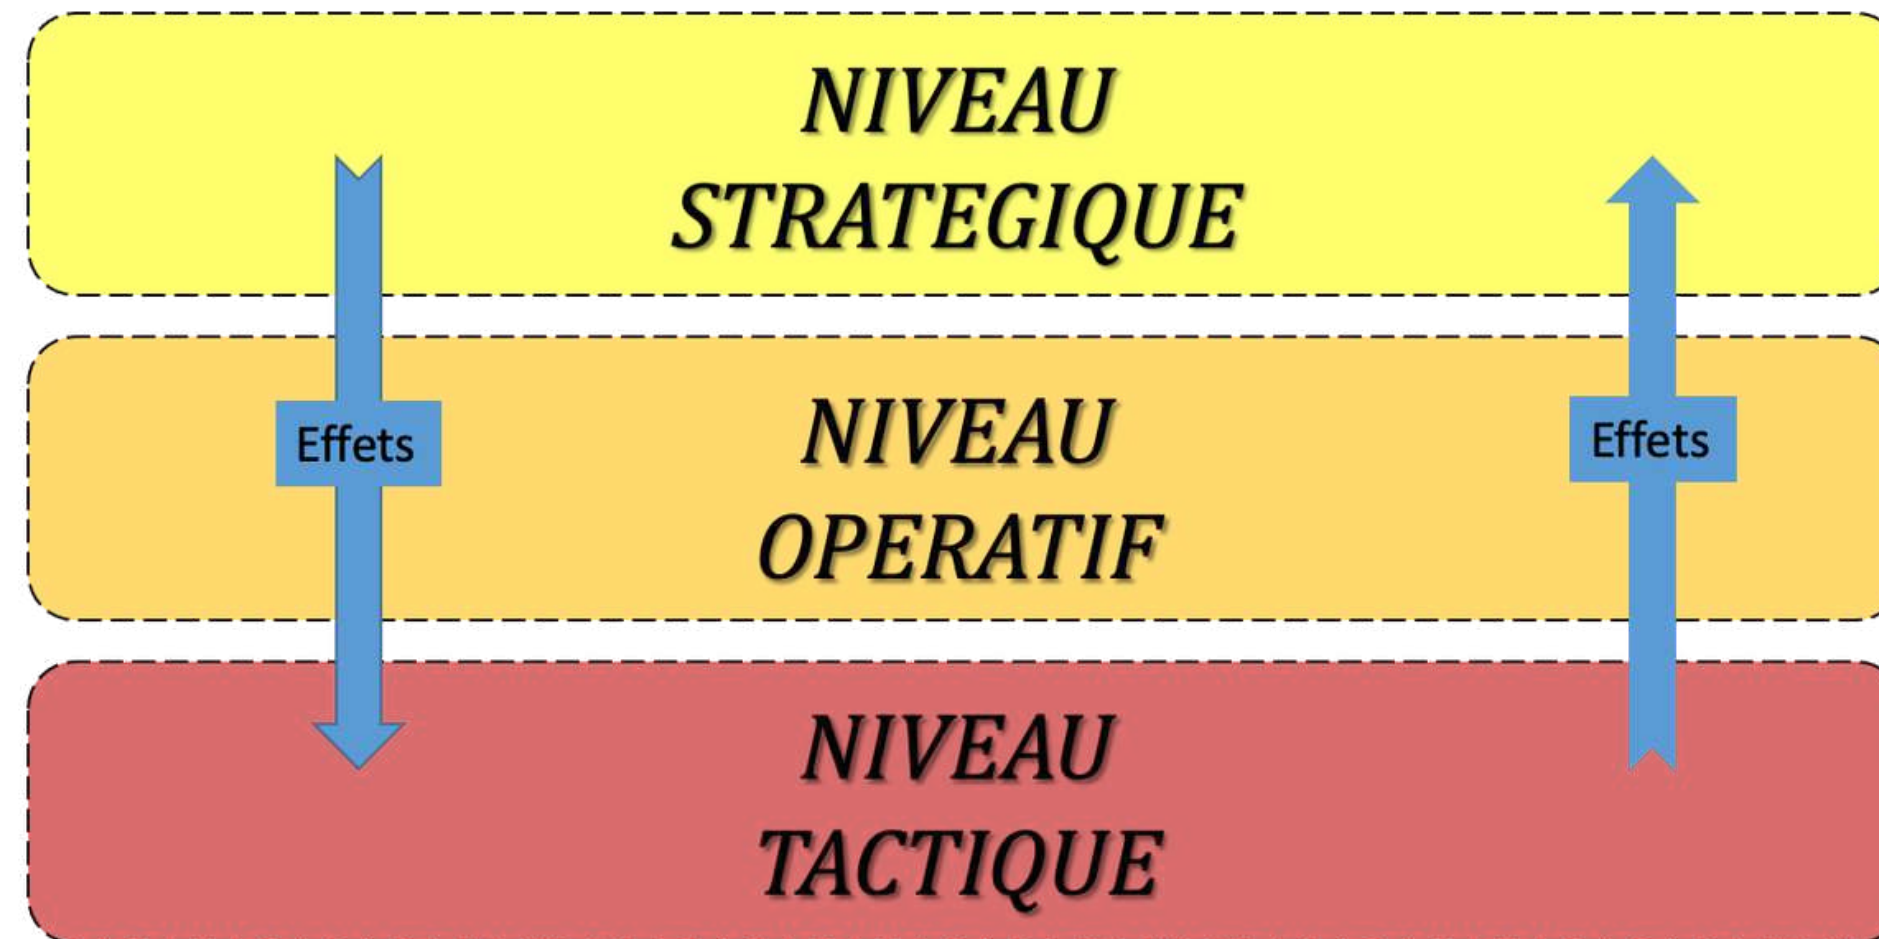 NIVEAU
STRATEGIQUE
Effets
Effets
NIVEAU
OPERATIF
NIVEAU
TACTIQUE